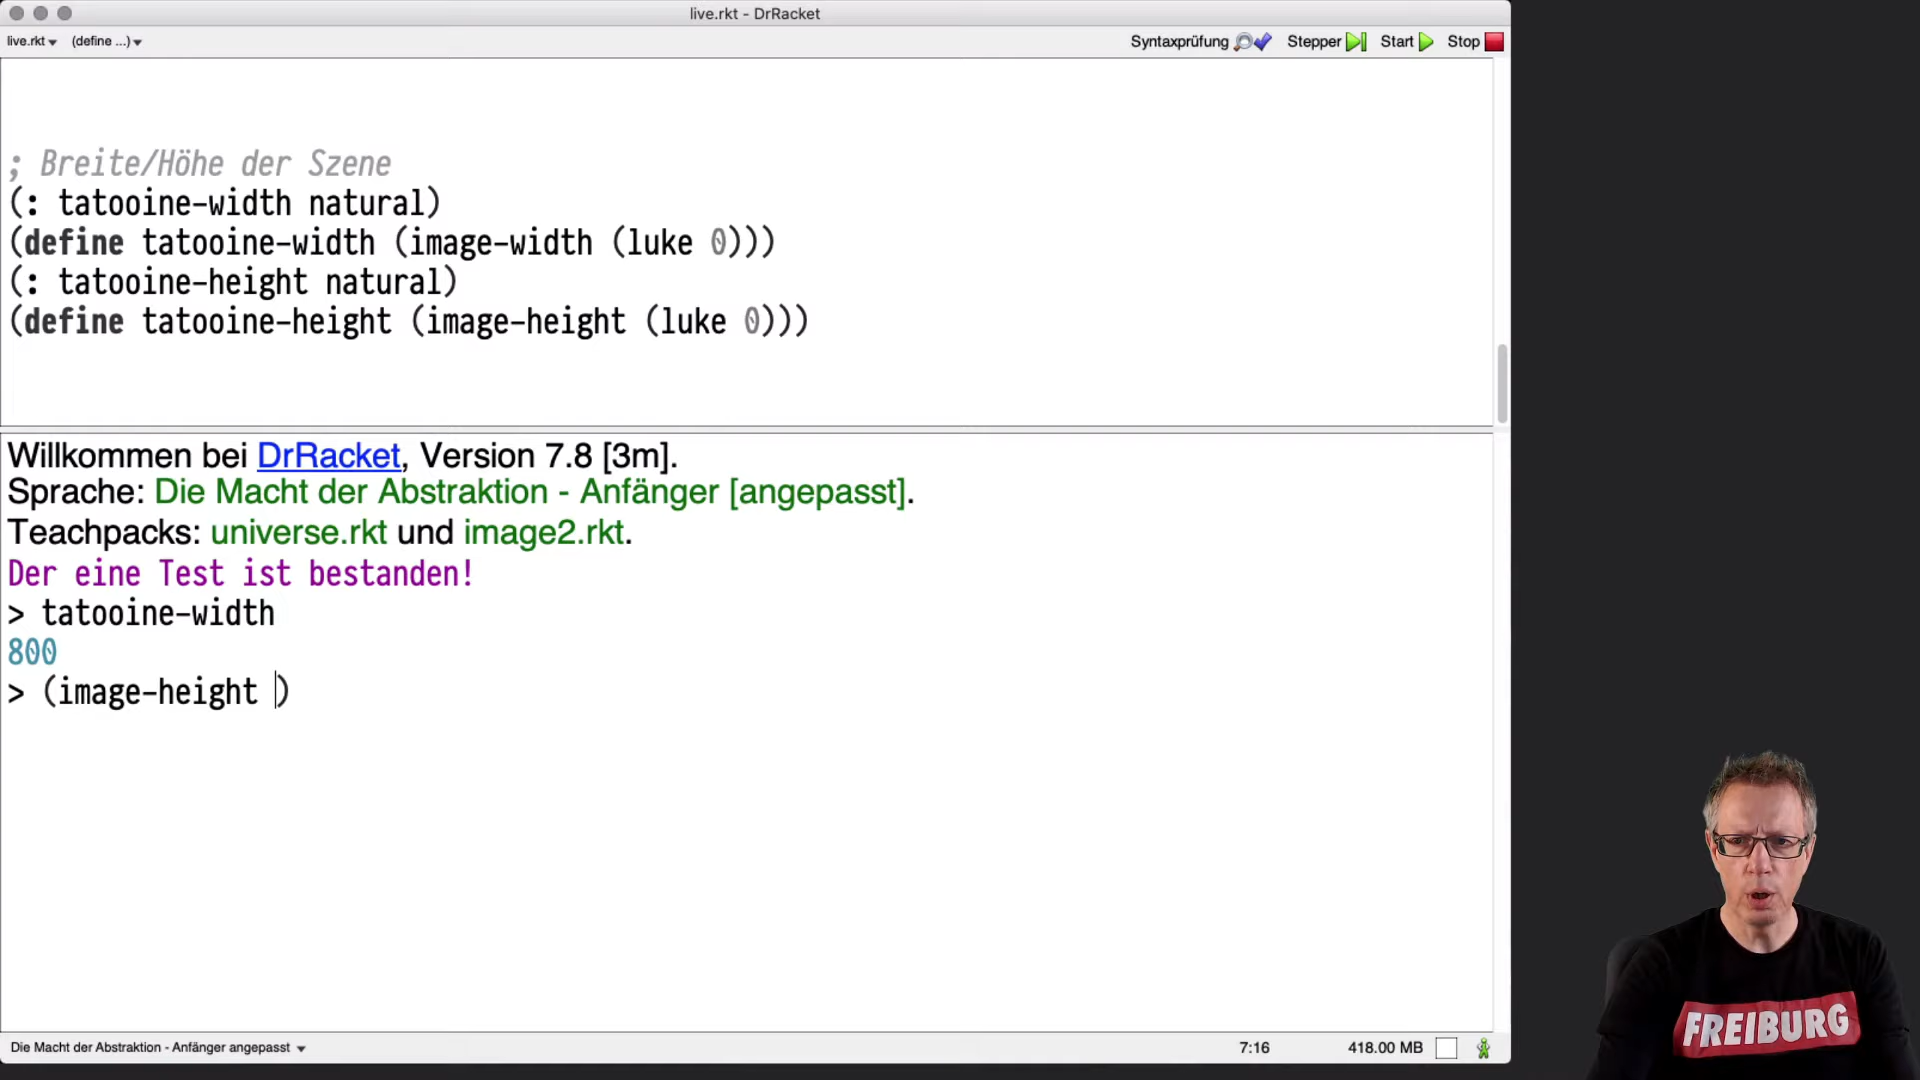 live.rkt - DrRacket
live.rkt (define ...) Syntaxprüfung Stepper Start Stop
; Breite/Höhe der Szene
(: tatooine-width natural)
(define tatooine-width (image-width (luke 0)))
(: tatooine-height natural)
(define tatooine-height (image-height (luke 0)))
Willkommen bei DrRacket, Version 7.8 [3m].
Sprache: Die Macht der Abstraktion - Anfänger [angepasst].
Teachpacks: universe.rkt und image2.rkt.
Der eine Test ist bestanden!
> tatooine-width
800
> (image-height )
FREIBURG
Die Macht der Abstraktion - Anfänger angepasst 7:16 418.00 MB